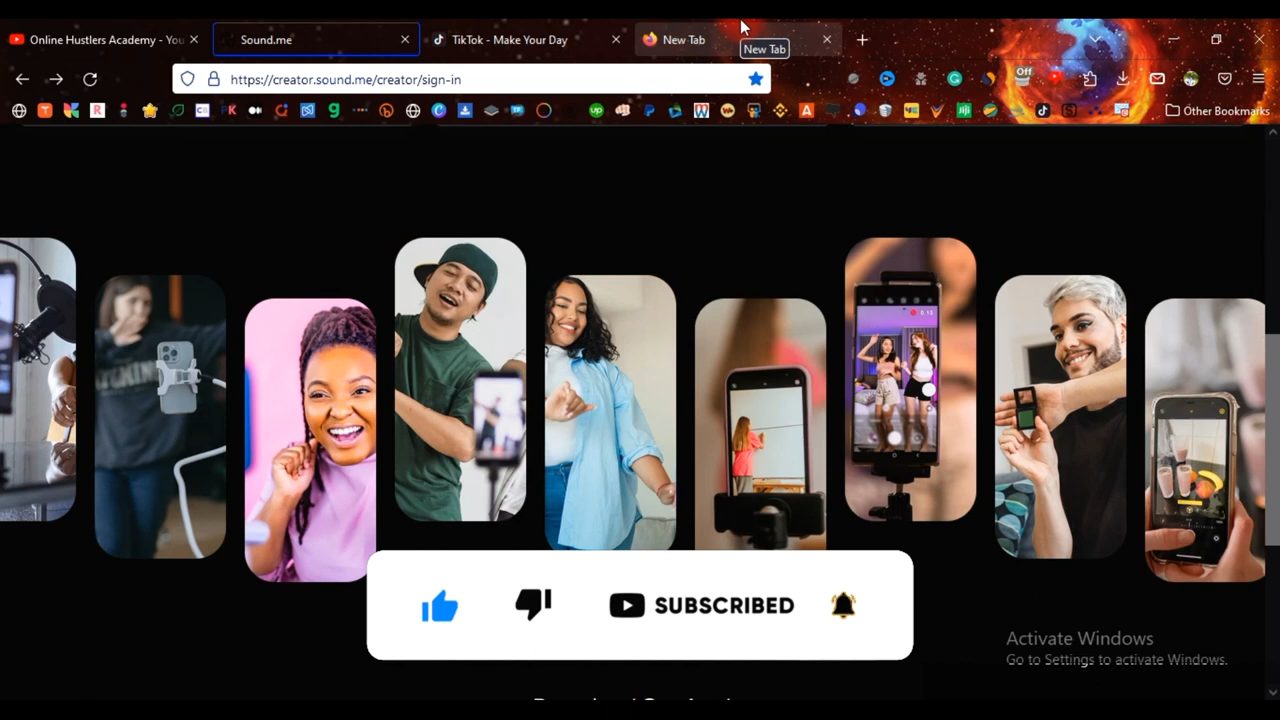 Online Hustlers Academy - You
Sound.me
TikTok - Make Your Day
New Tab
New Tab
https://creator.sound.me/creator/sign-in
Off
Other Bookmarks
SUBSCRIBED
Activate Windows
Go to Settings to activate Windows.